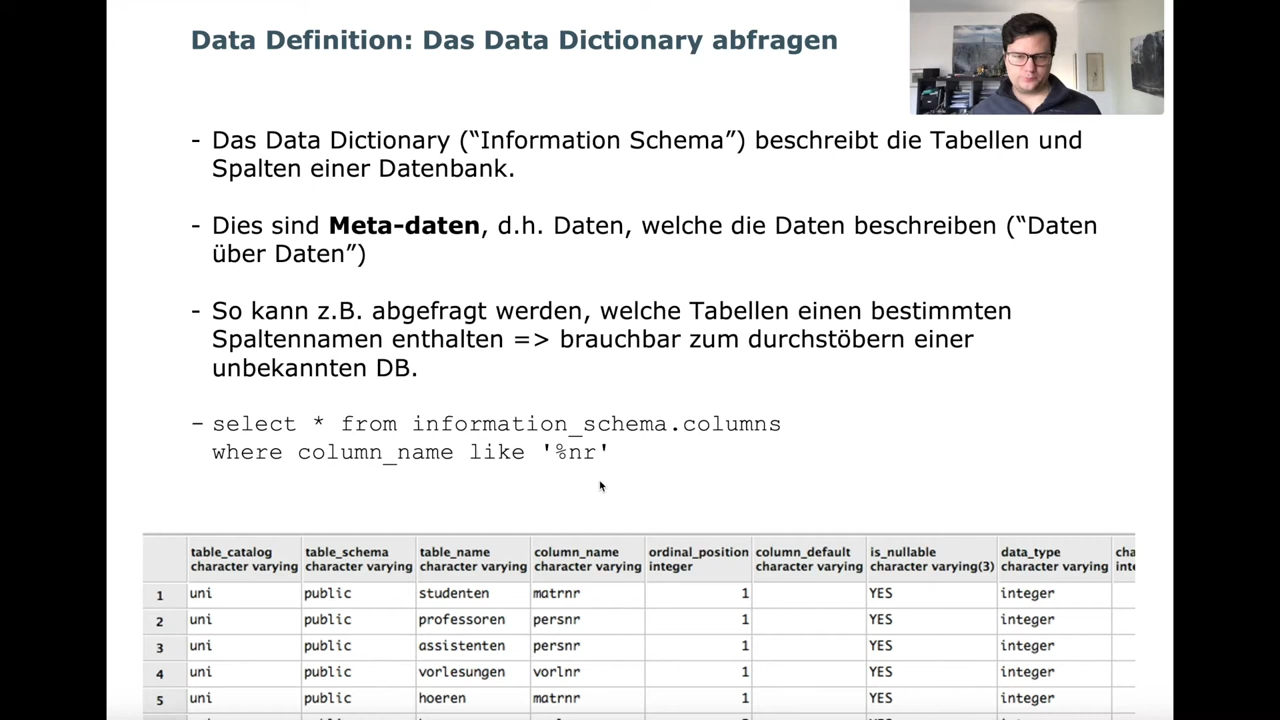 Data Definition: Das Data Dictionary abfragen
- Das Data Dictionary (“Information Schema”) beschreibt die Tabellen und
Spalten einer Datenbank.
- Dies sind Meta-daten, d.h. Daten, welche die Daten beschreiben (“Daten
über Daten”)
- So kann z.B. abgefragt werden, welche Tabellen einen bestimmten
Spaltennamen enthalten => brauchbar zum durchstöbern einer
unbekannten DB.
- select * from information_schema.columns
where column_name like '%nr'
table_catalog table_schema table_name column_name ordinal_position column_default is_nullable data_type cha
character varying character varying character varying character varying integer character varying character varying(3) character varying inte
1 uni public studenten matrnr 1 YES integer
2 uni public professoren persnr 1 YES integer
3 uni public assistenten persnr 1 YES integer
4 uni public vorlesungen vorlnr 1 YES integer
5 uni public hoeren matrnr 1 YES integer